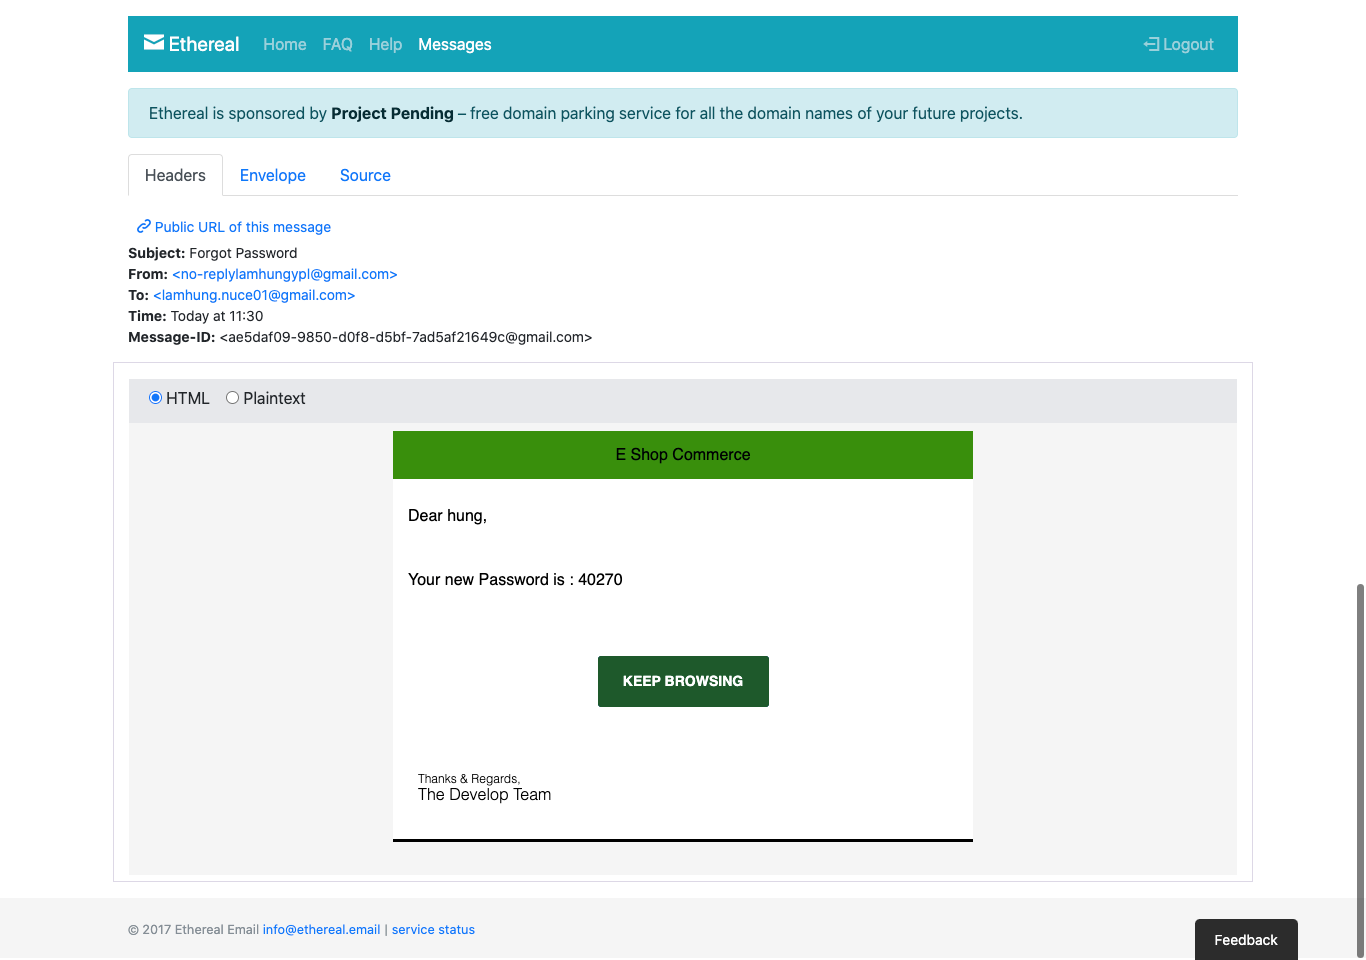 Ethereal Home FAQ Help Messages Logout
Ethereal is sponsored by Project Pending – free domain parking service for all the domain names of your future projects.
Headers Envelope Source
Public URL of this message
Subject: Forgot Password
From: <no-replylamhungypl@gmail.com>
To: <lamhung.nuce01@gmail.com>
Time: Today at 11:30
Message-ID: <ae5daf09-9850-d0f8-d5bf-7ad5af21649c@gmail.com>
HTML Plaintext
E Shop Commerce
Dear hung,
Your new Password is : 40270
KEEP BROWSING
Thanks & Regards,
The Develop Team
© 2017 Ethereal Email info@ethereal.email | service status
Feedback